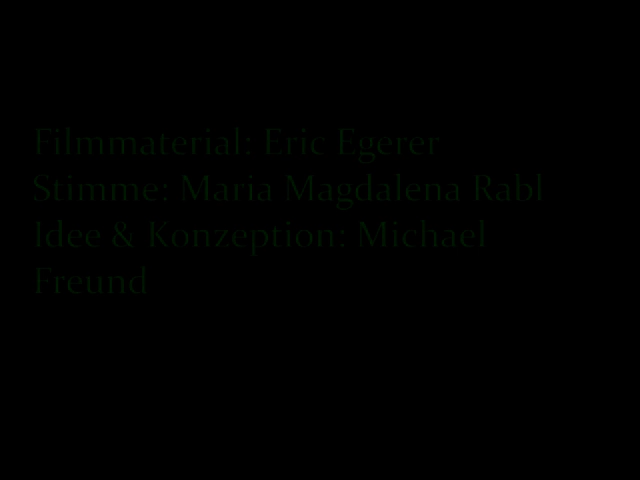 Filmmaterial: Eric Egerer
Stimme: Maria Magdalena Rabl
Idee & Konzeption: Michael
Freund